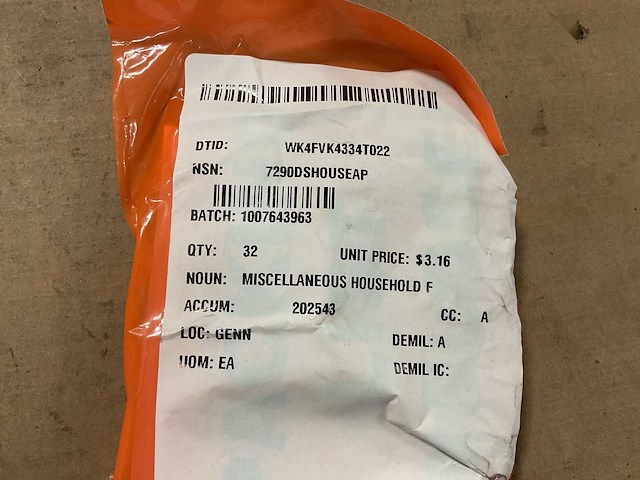 DTID: WK4FVK4334T022
NSN: 7290DSHOUSEAP
BATCH: 1007643963
QTY: 32 UNIT PRICE: $3.16
NOUN: MISCELLANEOUS HOUSEHOLD F
ACCUM: 202543 CC: A
LOC: GENN DEMIL: A
UOM: EA DEMIL IC: